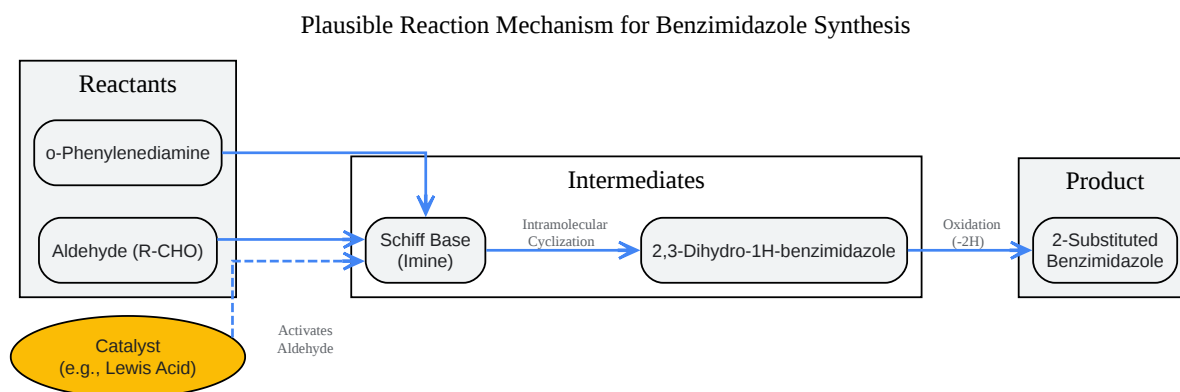 Plausible Reaction Mechanism for Benzimidazole Synthesis
Reactants
o-Phenylenediamine
Aldehyde (R-CHO)
Catalyst
(e.g., Lewis Acid)
Activates
Aldehyde
Intermediates
Schiff Base
(Imine)
Intramolecular
Cyclization
2,3-Dihydro-1H-benzimidazole
Oxidation
(-2H)
Product
2-Substituted
Benzimidazole